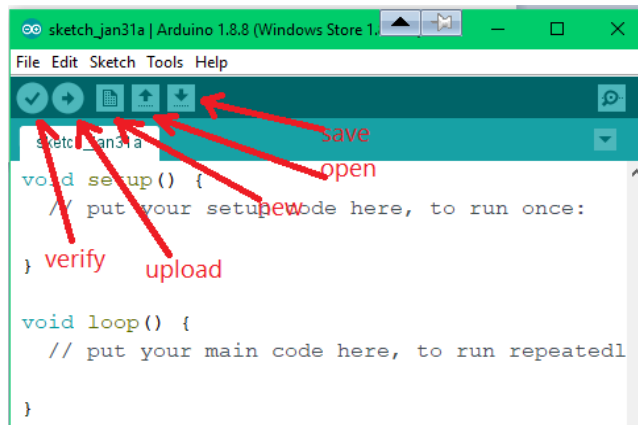 sketch_jan31a | Arduino 1.8.8 (Windows Store 1.
File Edit Sketch Tools Help
save
sketch_jan31a
open
void setup() {
// put your setup code here, to run once:
new
} verify
upload
void loop() {
// put your main code here, to run repeatedl
}